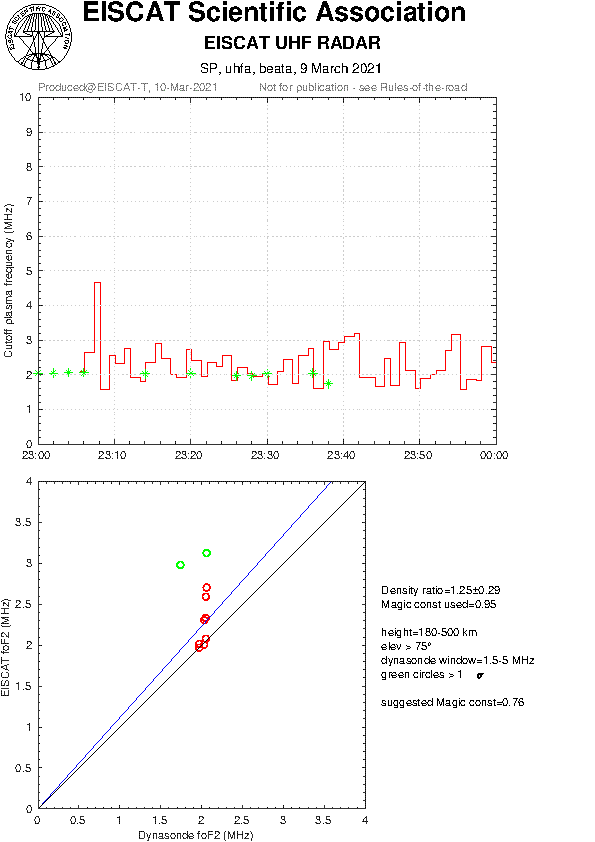 EISCAT Scientific Association
EISCAT UHF RADAR
SP, uhfa, beata, 9 March 2021
Produced@EISCAT-T, 10-Mar-2021 Not for publication - see Rules-of-the-road
Cutoff plasma frequency (MHz)
10
9
8
7
6
5
4
3
2
1
0
23:00 23:10 23:20 23:30 23:40 23:50 00:00
EISCAT foF2 (MHz)
4
3.5
3
2.5
2
1.5
1
0.5
0
0 0.5 1 1.5 2 2.5 3 3.5 4
Dynasonde foF2 (MHz)
Density ratio=1.25±0.29
Magic const used=0.95
height=180-500 km
elev > 75°
dynasonde window=1.5-5 MHz
green circles > 1 σ
suggested Magic const=0.76